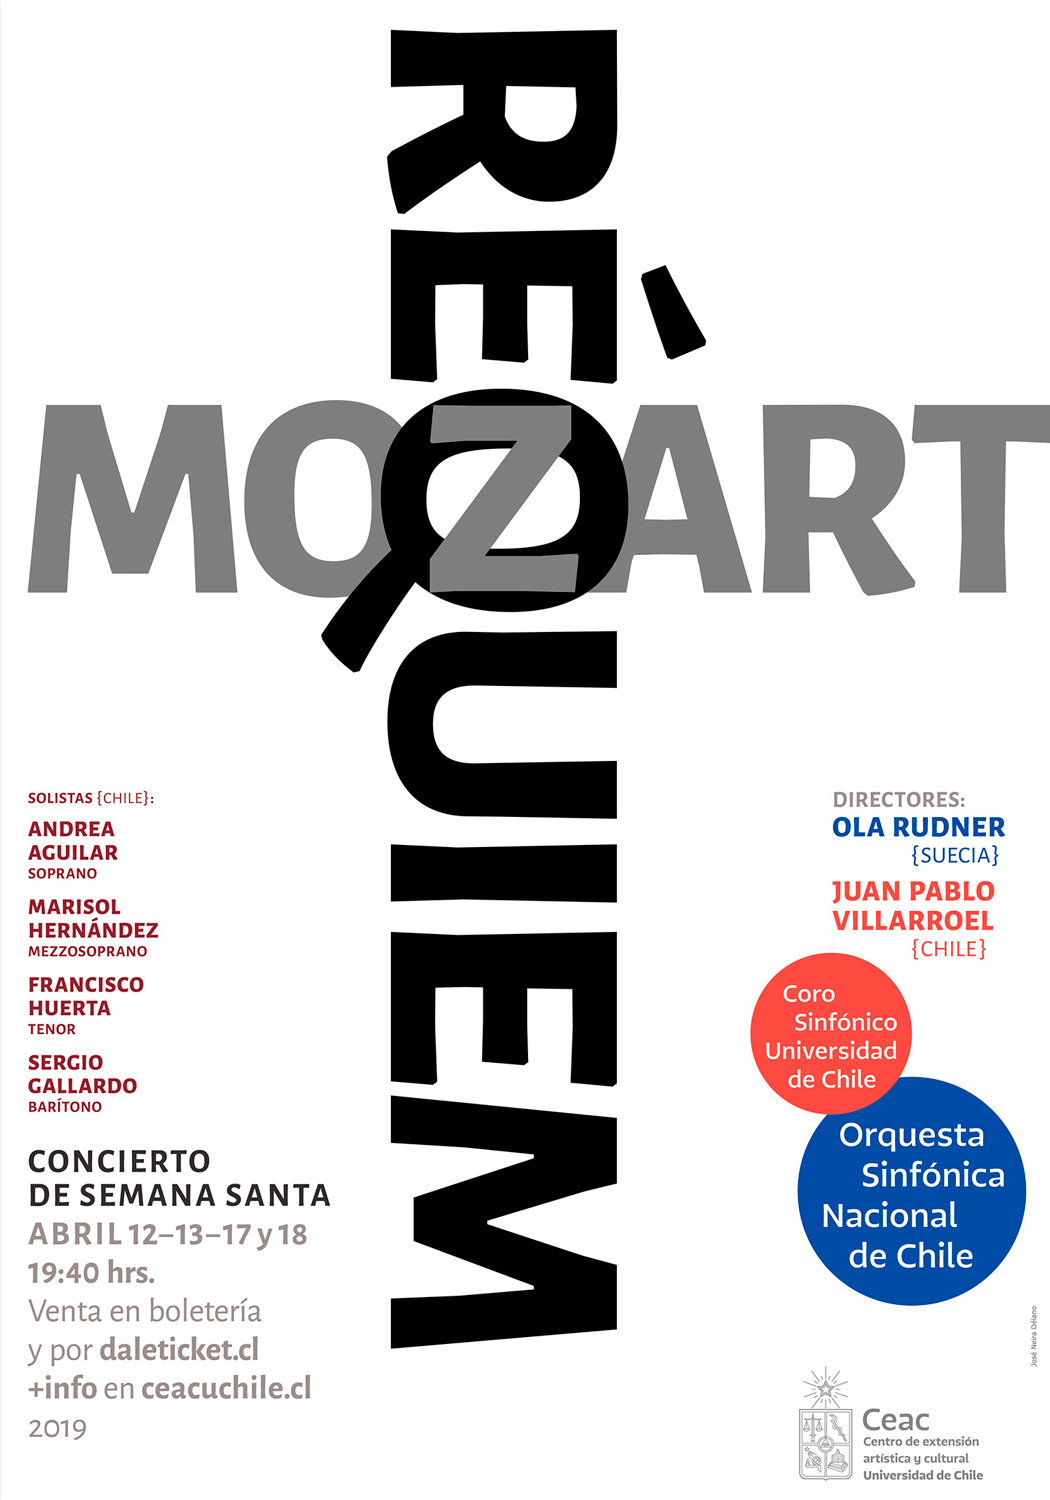 RÉQUIEM
MOZART
SOLISTAS {CHILE}:
ANDREA
AGUILAR
SOPRANO
MARISOL
HERNÁNDEZ
MEZZOSOPRANO
FRANCISCO
HUERTA
TENOR
SERGIO
GALLARDO
BARÍTONO
CONCIERTO
DE SEMANA SANTA
ABRIL 12–13–17 y 18
19:40 hrs.
Venta en boletería
y por daleticket.cl
+info en ceacuchile.cl
2019
DIRECTORES:
OLA RUDNER
{SUECIA}
JUAN PABLO
VILLARROEL
{CHILE}
Coro
Sinfónico
Universidad
de Chile
Orquesta
Sinfónica
Nacional
de Chile
José Neira Délano
Ceac
Centro de extensión
artística y cultural
Universidad de Chile